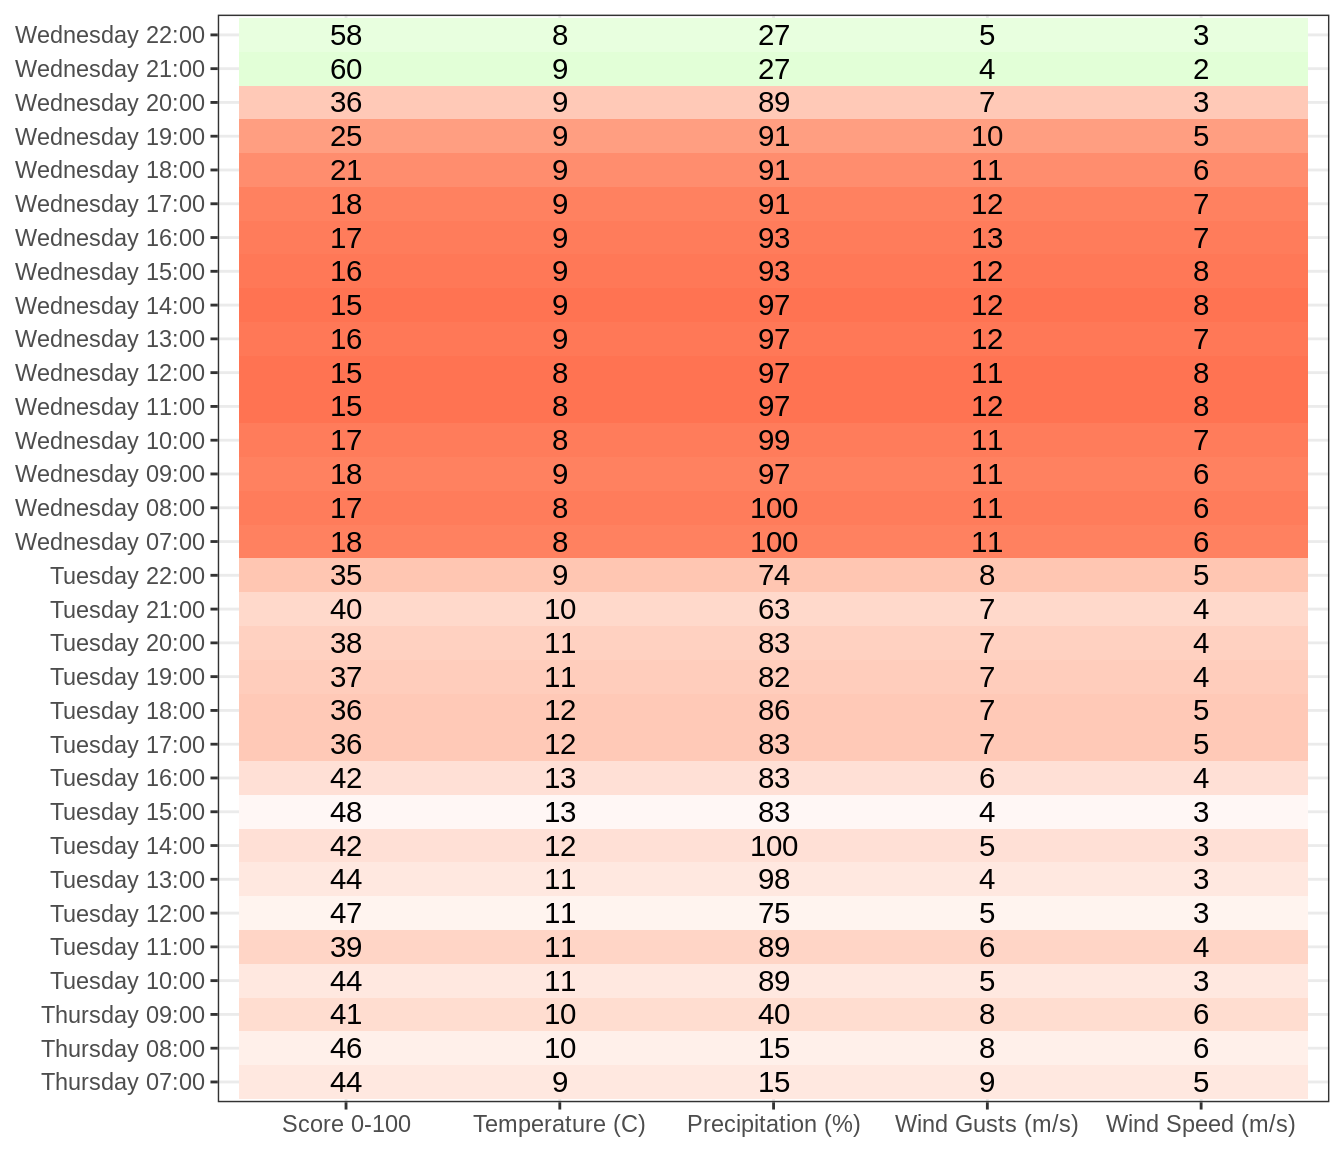 Wednesday 22:00 58 8 27 5 3
Wednesday 21:00 60 9 27 4 2
Wednesday 20:00 36 9 89 7 3
Wednesday 19:00 25 9 91 10 5
Wednesday 18:00 21 9 91 11 6
Wednesday 17:00 18 9 91 12 7
Wednesday 16:00 17 9 93 13 7
Wednesday 15:00 16 9 93 12 8
Wednesday 14:00 15 9 97 12 8
Wednesday 13:00 16 9 97 12 7
Wednesday 12:00 15 8 97 11 8
Wednesday 11:00 15 8 97 12 8
Wednesday 10:00 17 8 99 11 7
Wednesday 09:00 18 9 97 11 6
Wednesday 08:00 17 8 100 11 6
Wednesday 07:00 18 8 100 11 6
Tuesday 22:00 35 9 74 8 5
Tuesday 21:00 40 10 63 7 4
Tuesday 20:00 38 11 83 7 4
Tuesday 19:00 37 11 82 7 4
Tuesday 18:00 36 12 86 7 5
Tuesday 17:00 36 12 83 7 5
Tuesday 16:00 42 13 83 6 4
Tuesday 15:00 48 13 83 4 3
Tuesday 14:00 42 12 100 5 3
Tuesday 13:00 44 11 98 4 3
Tuesday 12:00 47 11 75 5 3
Tuesday 11:00 39 11 89 6 4
Tuesday 10:00 44 11 89 5 3
Thursday 09:00 41 10 40 8 6
Thursday 08:00 46 10 15 8 6
Thursday 07:00 44 9 15 9 5
Score 0-100 Temperature (C) Precipitation (%) Wind Gusts (m/s) Wind Speed (m/s)